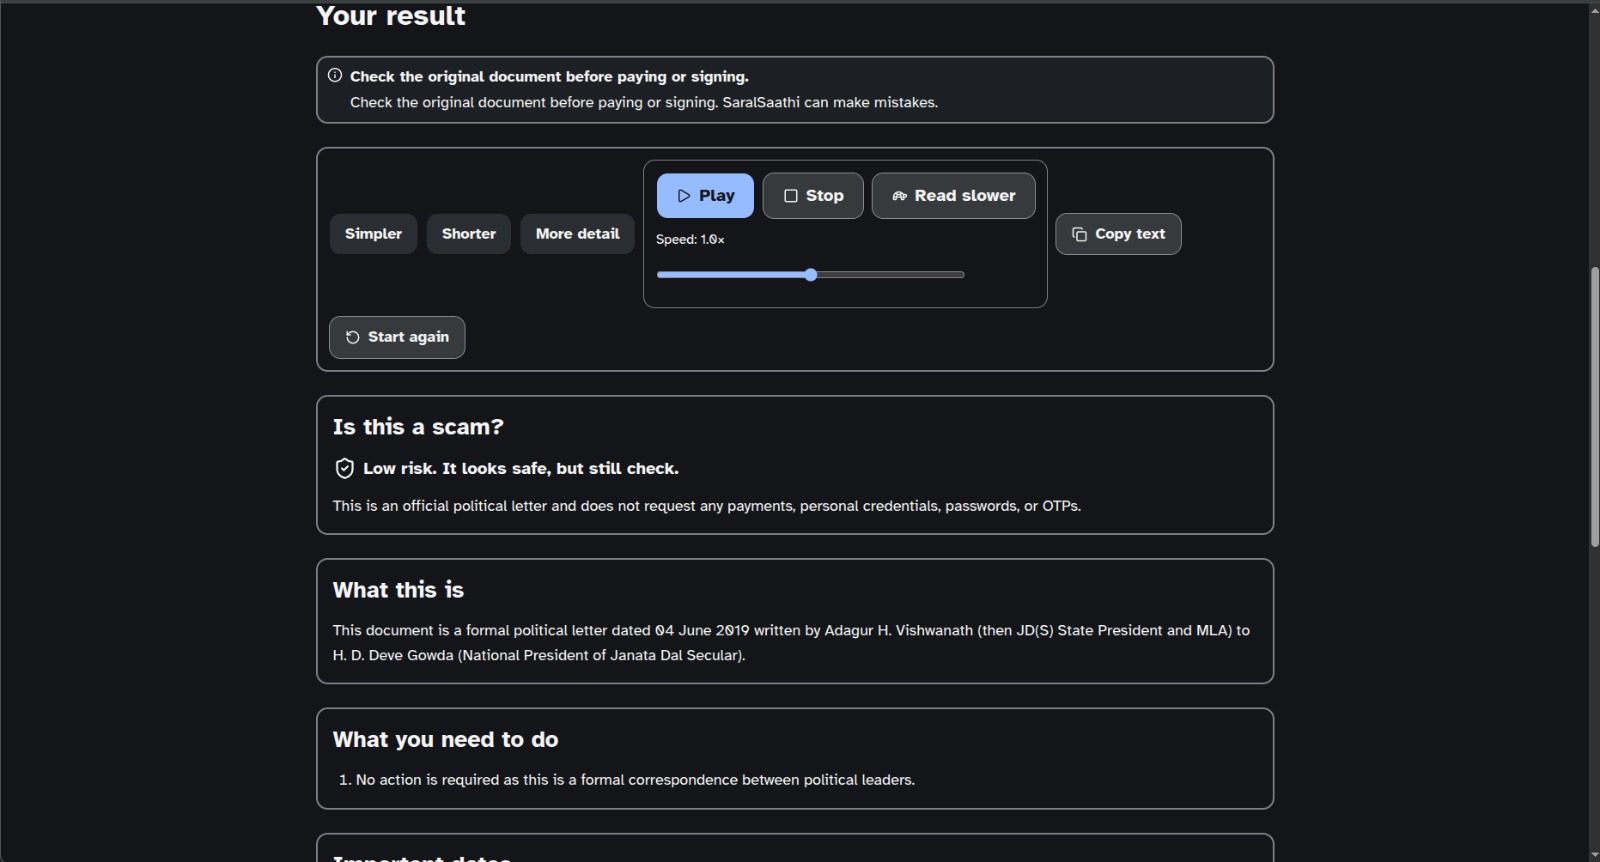 Your result
Check the original document before paying or signing.
Check the original document before paying or signing. SaralSaathi can make mistakes.
Simpler
Shorter
More detail
Play
Stop
Read slower
Speed: 1.0×
Copy text
Start again
Is this a scam?
Low risk. It looks safe, but still check.
This is an official political letter and does not request any payments, personal credentials, passwords, or OTPs.
What this is
This document is a formal political letter dated 04 June 2019 written by Adagur H. Vishwanath (then JD(S) State President and MLA) to
H. D. Deve Gowda (National President of Janata Dal Secular).
What you need to do
1. No action is required as this is a formal correspondence between political leaders.
Important dates